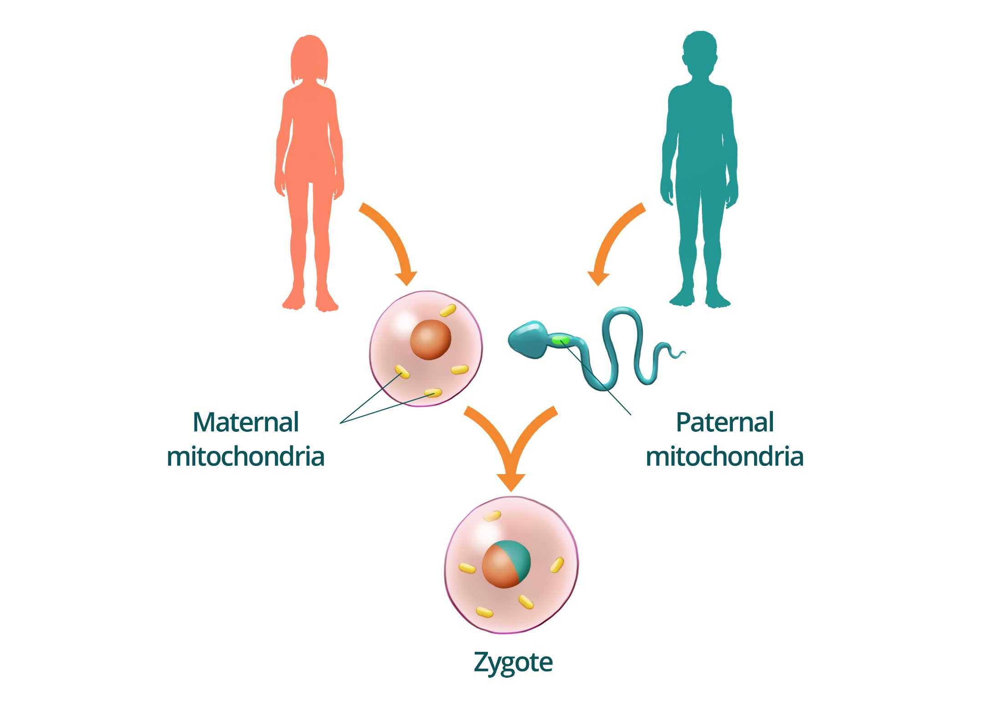 Maternal
mitochondria
Paternal
mitochondria
Zygote